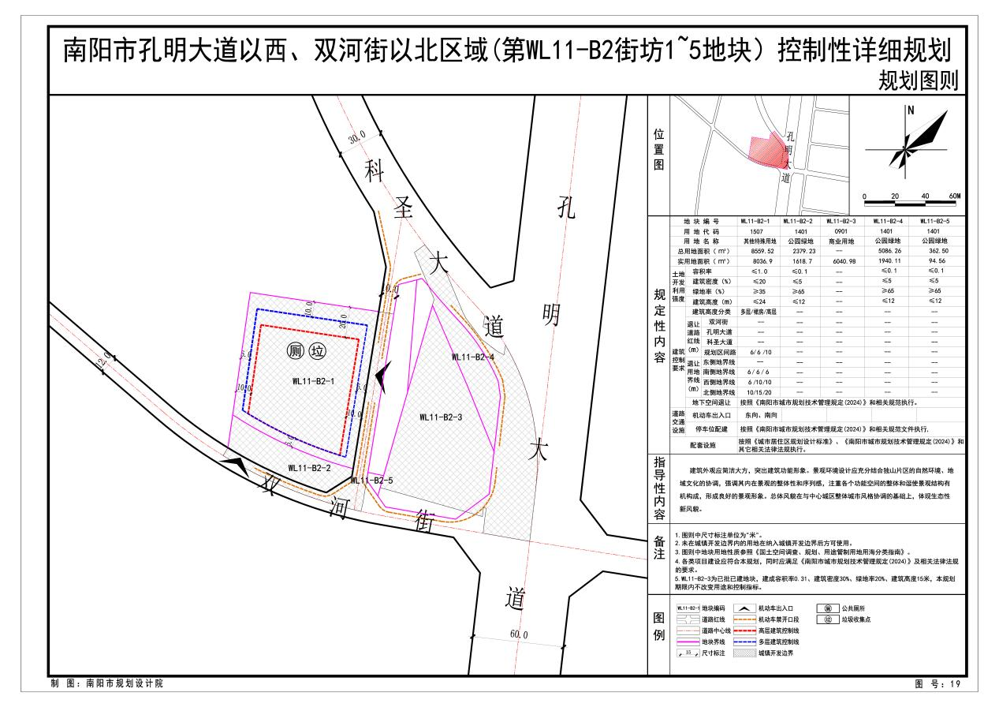 南阳市孔明大道以西、双河街以北区域(第WL11-B2街坊1~5地块) 控制性详细规划
规划图则
30.0
科
圣
大
道
孔
明
大
道
10.0
20.0
厕 垃
WL11-B2-1
5.0
10.0
WL11-B2-4
WL11-B2-3
12.0
WL11-B2-2
WL11-B2-5
双
河
街
60.0
位置图
孔明大道
N
0 20 40 60M
规定性内容
地块编号 WL11-B2-1 WL11-B2-2 WL11-B2-3 WL11-B2-4 WL11-B2-5
用地代码 1507 1401 0901 1401 1401
用地名称 其他特殊用地 公园绿地 商业用地 公园绿地 公园绿地
总用地面积(㎡) 8559.52 2379.23 -- 5086.26 362.50
实用地面积(㎡) 8036.9 1618.7 6040.98 1940.11 94.56
土地开发利用强度
容积率 ≤1.0 ≤0.1 -- ≤0.1 ≤0.1
建筑密度(%) ≤20 ≤5 -- ≤5 ≤5
绿地率(%) ≥35 ≥65 -- ≥65 ≥65
建筑高度(m) ≤24 ≤12 -- ≤12 ≤12
建筑控制要求
建筑高度分类 多层/裙房/高层 -- -- -- --
退让道路红线(m)
双河街 -- -- -- -- --
孔明大道 -- -- -- -- --
科圣大道 -- -- -- -- --
规划区间路 6/6/10 -- -- -- --
退让用地界线(m)
东侧地界线 -- -- -- -- --
南侧地界线 6/6/6 -- -- -- --
西侧地界线 6/10/10 -- -- -- --
北侧地界线 10/15/20 -- -- -- --
地下空间退让 按照《南阳市城市规划技术管理规定(2024)》和相关规范执行。
道路交通设施
机动车出入口 东向、南向
停车位配建 按照《南阳市城市规划技术管理规定(2024)》和相关规范文件执行.
配套设施 按照《城市居住区规划设计标准》、《南阳市城市规划技术管理规定(2024)》和
其它相关法律法规执行。
指导性内容
建筑外观应简洁大方，突出建筑功能形象。景观环境设计应充分结合独山片区的自然环境、地
域文化的协调，强调其内在景观的整体性和序列感，注重各个功能空间的整体和谐使景观结构有
机构成，形成良好的景观形象。总体风貌在与中心城区整体城市风格协调的基础上，体现生态性
新风貌。
备注
1.图则中尺寸标注单位为"米"。
2.未在城镇开发边界内的用地在纳入城镇开发边界后方可使用。
3.图则中地块用地性质参照《国土空间调查、规划、用途管制用地用海分类指南》。
4.各类项目建设应符合本规划，同时应满足《南阳市城市规划技术管理规定(2024)》及相关法律法规
的要求。
5.WL11-B2-3为已批已建地块，建成容积率0.31、建筑密度30%、绿地率20%、建筑高度15米，本规划
期限内不改变用途和控制指标。
图例
WL11-B2-1 地块编码 机动车出入口 厕 公共厕所
道路红线 机动车禁开口段 垃 垃圾收集点
道路中心线 高层建筑控制线
地块界线 多层建筑控制线
15 尺寸标注 城镇开发边界
制 图：南阳市规划设计院
图 号：19